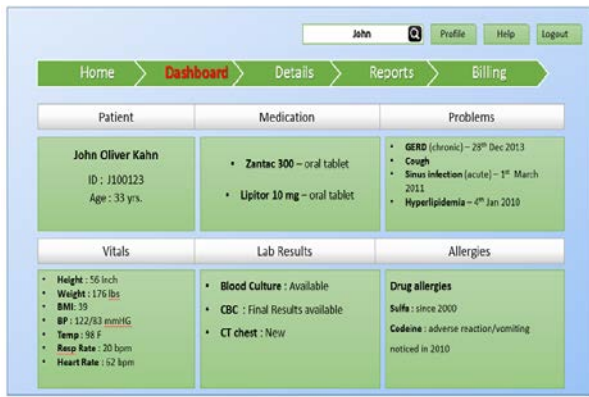 John
Profile
Help
Logout
Home
Dashboard
Details
Reports
Billing
Patient
Medication
Problems
John Oliver Kahn
ID : J100123
Age : 33 yrs.
• Zantac 300 – oral tablet
• Lipitor 10 mg – oral tablet
• GERD (chronic) – 28th Dec 2013
• Cough
• Sinus infection (acute) – 1st March
2011
• Hyperlipidemia – 4th Jan 2010
Vitals
Lab Results
Allergies
• Height : 56 inch
• Weight : 176 lbs
• BMI: 39
• BP : 122/83 mmHG
• Temp : 98 F
• Resp Rate : 20 bpm
• Heart Rate : 62 bpm
• Blood Culture : Available
• CBC : Final Results available
• CT chest : New
Drug allergies
Sulfa : since 2000
Codeine : adverse reaction/vomiting
noticed in 2010